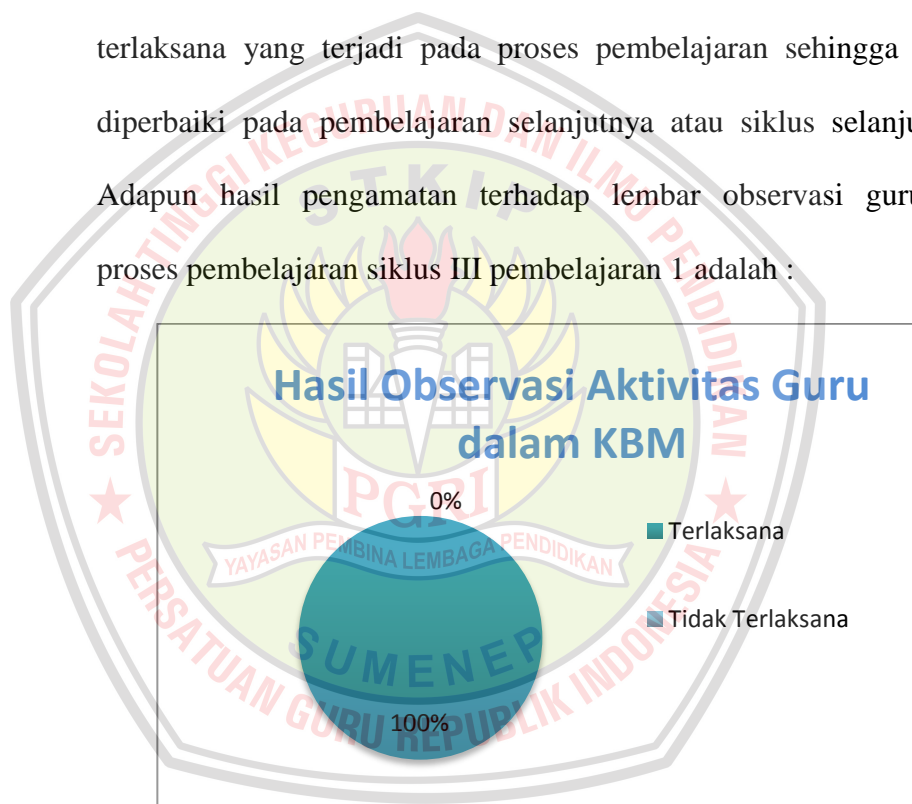 terlaksana yang terjadi pada proses pembelajaran sehingga
diperbaiki pada pembelajaran selanjutnya atau siklus
Adapun hasil pengamatan terhadap lembar observasi guru
proses pembelajaran siklus III pembelajaran 1 adalah :
Hasil Observasi Aktivitas Guru
dalam KBM
0%
Terlaksana
Tidak Terlaksana
100%
SEKOLAH TINGGI KEGURUAN DAN ILMU PENDIDIKAN
STKIP
PGRI
YAYASAN PEMBINA LEMBAGA PENDIDIKAN
SUMENEP
PERSATUAN GURU REPUBLIK INDONESIA